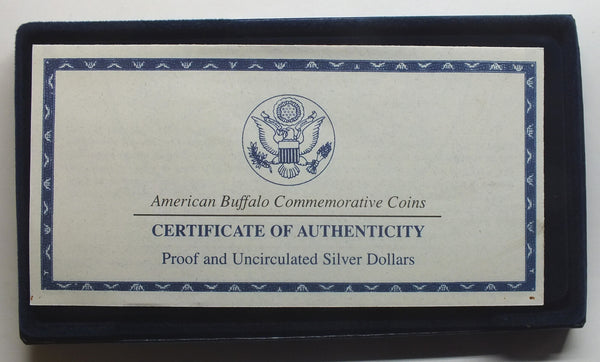 American Buffalo Commemorative Coins
CERTIFICATE OF AUTHENTICITY
Proof and Uncirculated Silver Dollars